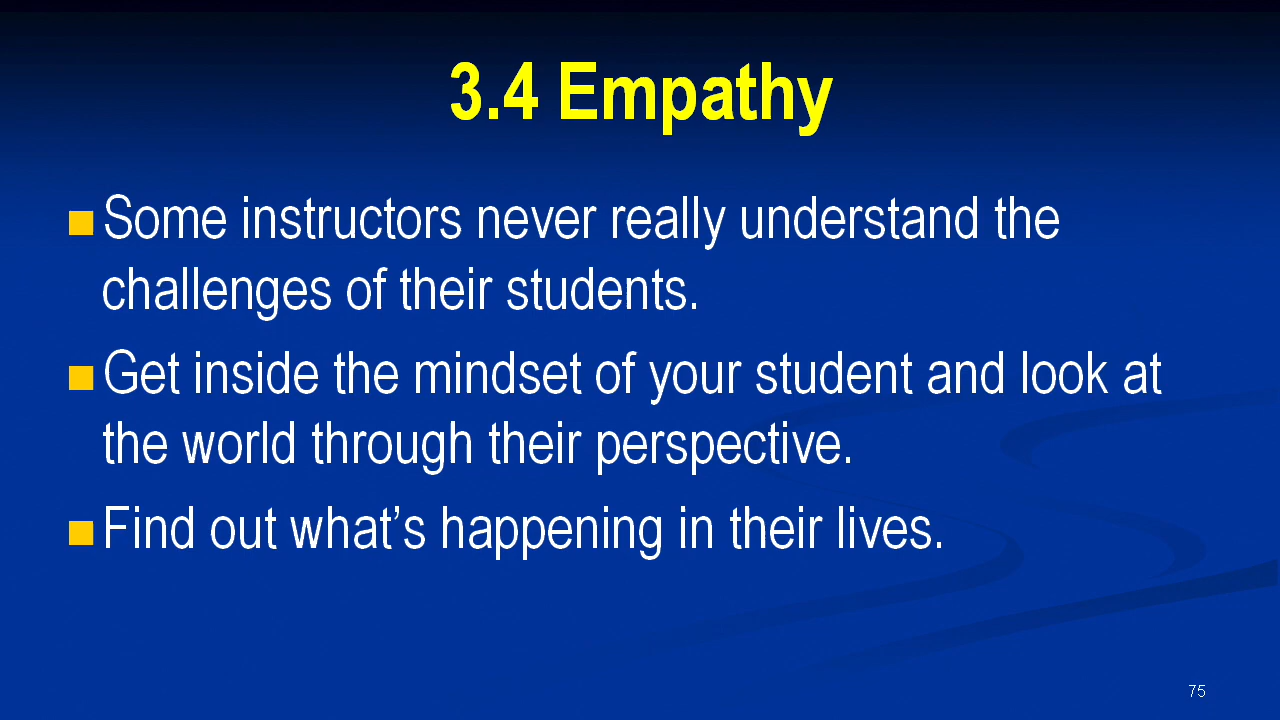 3.4 Empathy
Some instructors never really understand the
challenges of their students.
Get inside the mindset of your student and look at
the world through their perspective.
Find out what’s happening in their lives.
75